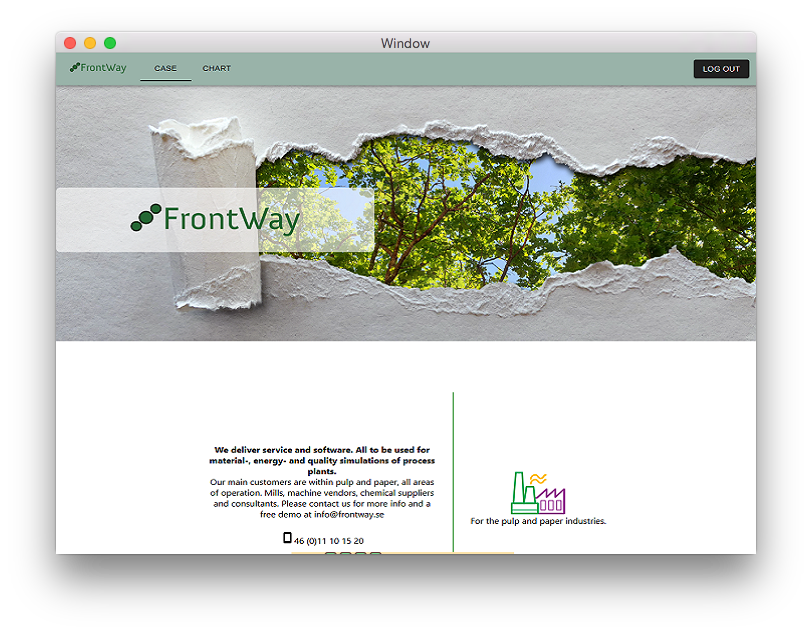 Window
FrontWay
CASE
CHART
LOG OUT
FrontWay
We deliver service and software. All to be used for
material-, energy- and quality simulations of process
plants.
Our main customers are within pulp and paper, all areas
of operation. Mills, machine vendors, chemical suppliers
and consultants. Please contact us for more info and a
free demo at info@frontway.se
46 (0)11 10 15 20
For the pulp and paper industries.